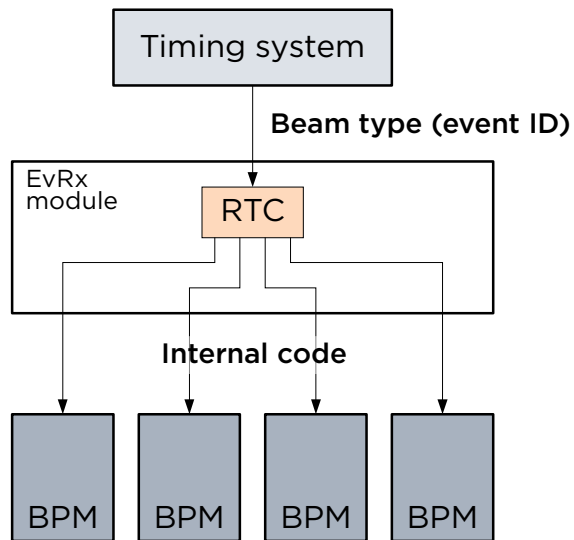 Timing system
Beam type (event ID)
EvRx
module
RTC
Internal code
BPM
BPM
BPM
BPM